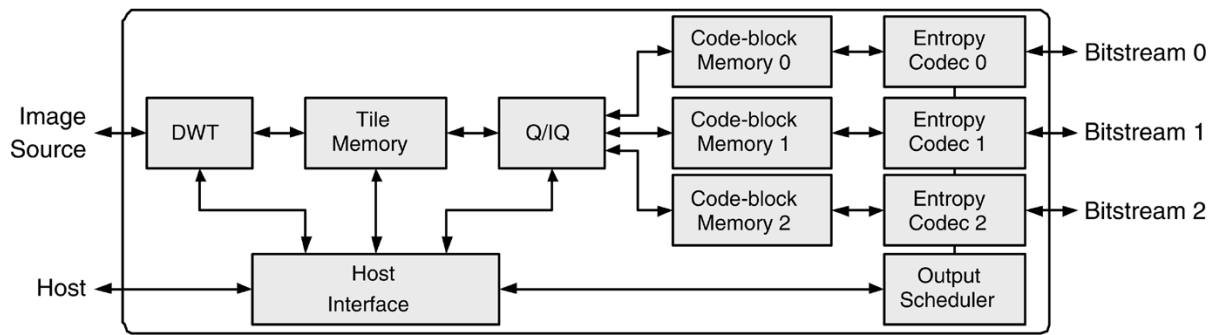 Code-block
Memory 0
Entropy
Codec 0
Bitstream 0
Image
Source
DWT
Tile
Memory
Q/IQ
Code-block
Memory 1
Entropy
Codec 1
Bitstream 1
Code-block
Memory 2
Entropy
Codec 2
Bitstream 2
Host
Host
Interface
Output
Scheduler